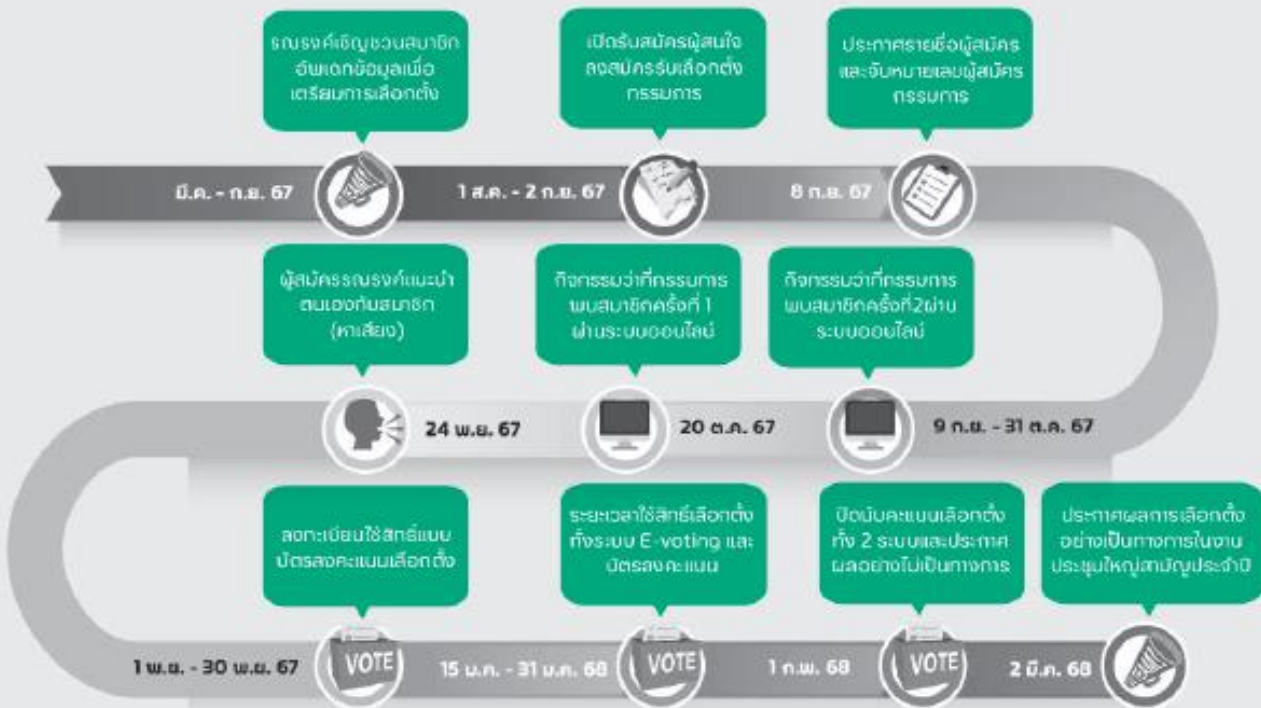 รณรงค์เชิญชวนสมาชิก
อัพเดทข้อมูลเพื่อ
เตรียมการเลือกตั้ง
เปิดรับสมัครผู้สนใจ
ลงสมัครรับเลือกตั้ง
กรรมการ
ประกาศรายชื่อผู้สมัคร
และจับหมายเลขผู้สมัคร
กรรมการ
มี.ค. - ก.ย. 67
1 ส.ค. - 2 ก.ย. 67
8 ก.ย. 67
ผู้สมัครรณรงค์แนะนำ
ตนเองกับสมาชิก
(หาเสียง)
กิจกรรมว่าที่กรรมการ
พบสมาชิกครั้งที่ 1
ผ่านระบบออนไลน์
กิจกรรมว่าที่กรรมการ
พบสมาชิกครั้งที่2ผ่าน
ระบบออนไลน์
24 พ.ย. 67
20 ต.ค. 67
9 ก.ย. - 31 ต.ค. 67
ลงทะเบียนใช้สิทธิ์แบบ
บัตรลงคะแนนเลือกตั้ง
ระยะเวลาใช้สิทธิ์เลือกตั้ง
ทั้งระบบ E-voting และ
บัตรลงคะแนน
ปิดนับคะแนนเลือกตั้ง
ทั้ง 2 ระบบและประกาศ
ผลอย่างไม่เป็นทางการ
ประกาศผลการเลือกตั้ง
อย่างเป็นทางการในงาน
ประชุมใหญ่สามัญประจำปี
1 พ.ย. - 30 พ.ย. 67
VOTE
15 ม.ค. - 31 ม.ค. 68
VOTE
1 ก.พ. 68
VOTE
2 มี.ค. 68